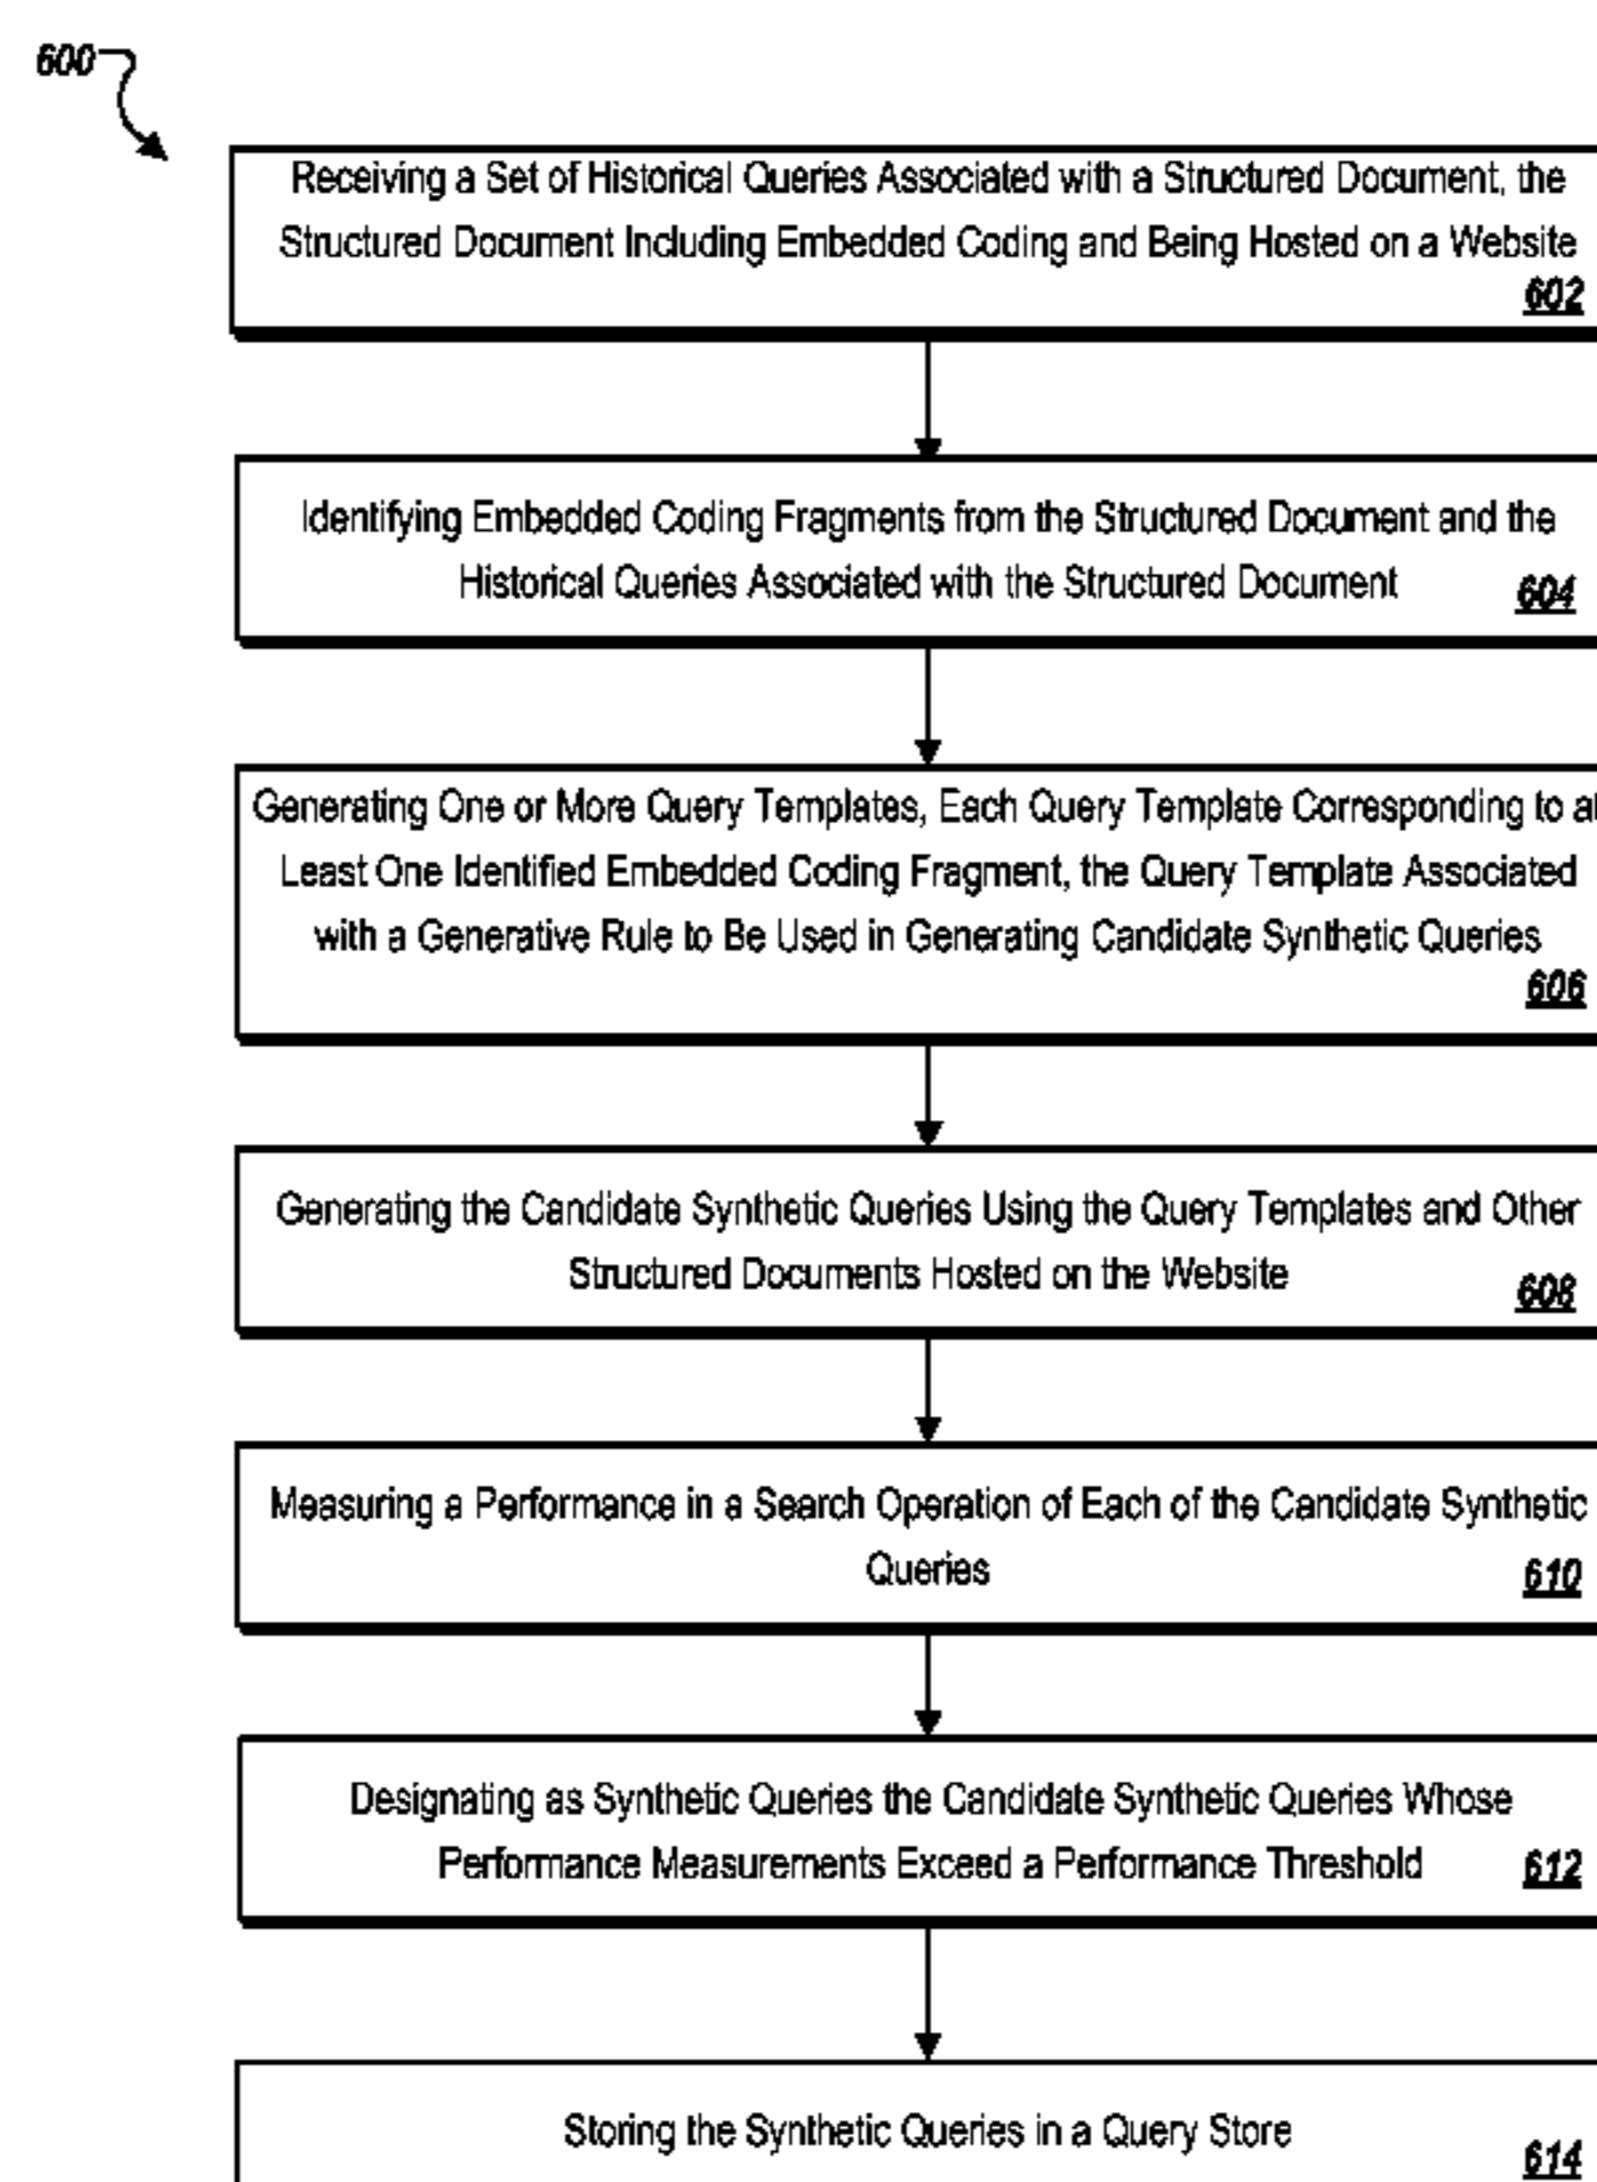 600
Receiving a Set of Historical Queries Associated with a Structured Document, the
Structured Document Including Embedded Coding and Being Hosted on a Website
602
Identifying Embedded Coding Fragments from the Structured Document and the
Historical Queries Associated with the Structured Document
604
Generating One or More Query Templates, Each Query Template Corresponding to at
Least One Identified Embedded Coding Fragment, the Query Template Associated
with a Generative Rule to Be Used in Generating Candidate Synthetic Queries
606
Generating the Candidate Synthetic Queries Using the Query Templates and Other
Structured Documents Hosted on the Website
608
Measuring a Performance in a Search Operation of Each of the Candidate Synthetic
Queries
610
Designating as Synthetic Queries the Candidate Synthetic Queries Whose
Performance Measurements Exceed a Performance Threshold
612
Storing the Synthetic Queries in a Query Store
614